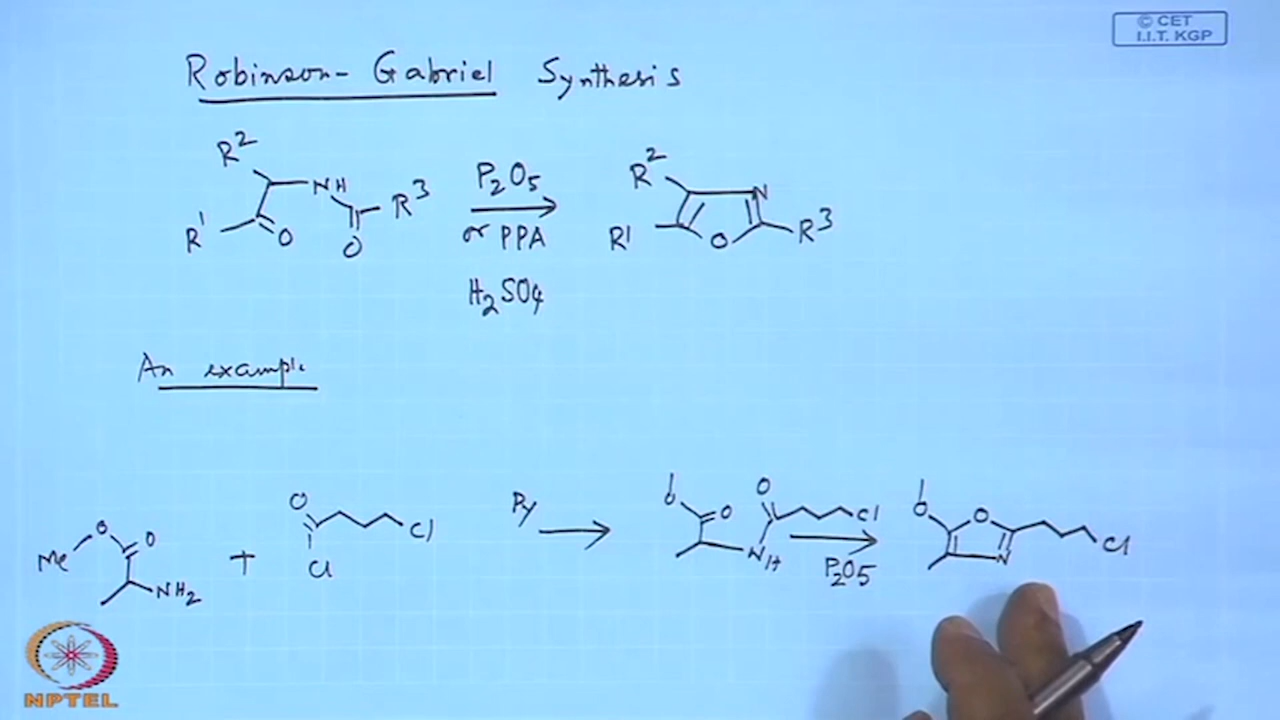 © CET
I.I.T. KGP
Robinson-Gabriel Synthesis
R² NH R³ R¹ O O
P₂O₅
or PPA
H₂SO₄
R² N R¹ O R³
An example
Me O O NH₂ + O Cl Cl
Py
O O O Cl NH
P₂O₅
O O N Cl
NPTEL